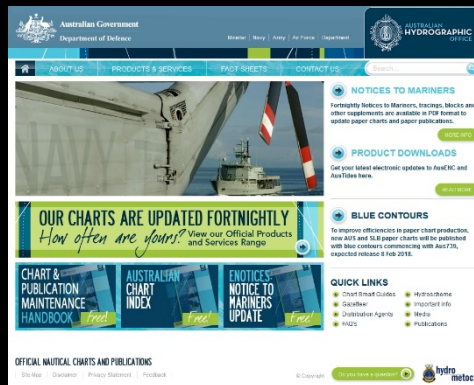 Australian Government
Department of Defence
Minister | Navy | Army | Air Force | Department
AUSTRALIAN
HYDROGRAPHIC
OFFICE
ABOUT US
PRODUCTS & SERVICES
FACT SHEETS
CONTACT US
Search...
NAVY
NOTICES TO MARINERS
Fortnightly Notices to Mariners, tracings, blocks and
other supplements are available in PDF format to
update paper charts and paper publications.
MORE INFO
PRODUCT DOWNLOADS
Get your latest electronic updates to AusENC and
AusTides here.
READ MORE
OUR CHARTS ARE UPDATED FORTNIGHTLY
How often are yours? View our Official Products
and Services Range
BLUE CONTOURS
To improve efficiencies in paper chart production,
new AUS and SLB paper charts will be published
with blue contours commencing with Aus739,
expected release 8 Feb 2018.
CHART &
PUBLICATION
MAINTENANCE
HANDBOOK
Free!
AUSTRALIAN
CHART
INDEX
Free!
ENOTICES:
NOTICE TO
MARINERS
UPDATE
Free!
QUICK LINKS
Chart Smart Guides
Gazetteer
Distribution Agents
FAQ'S
Hydroscheme
Important info
Media
Publications
OFFICIAL NAUTICAL CHARTS AND PUBLICATIONS
Site Map | Disclaimer | Privacy Statement | Feedback
© Copyright
Do you have a question?
hydro
metoc